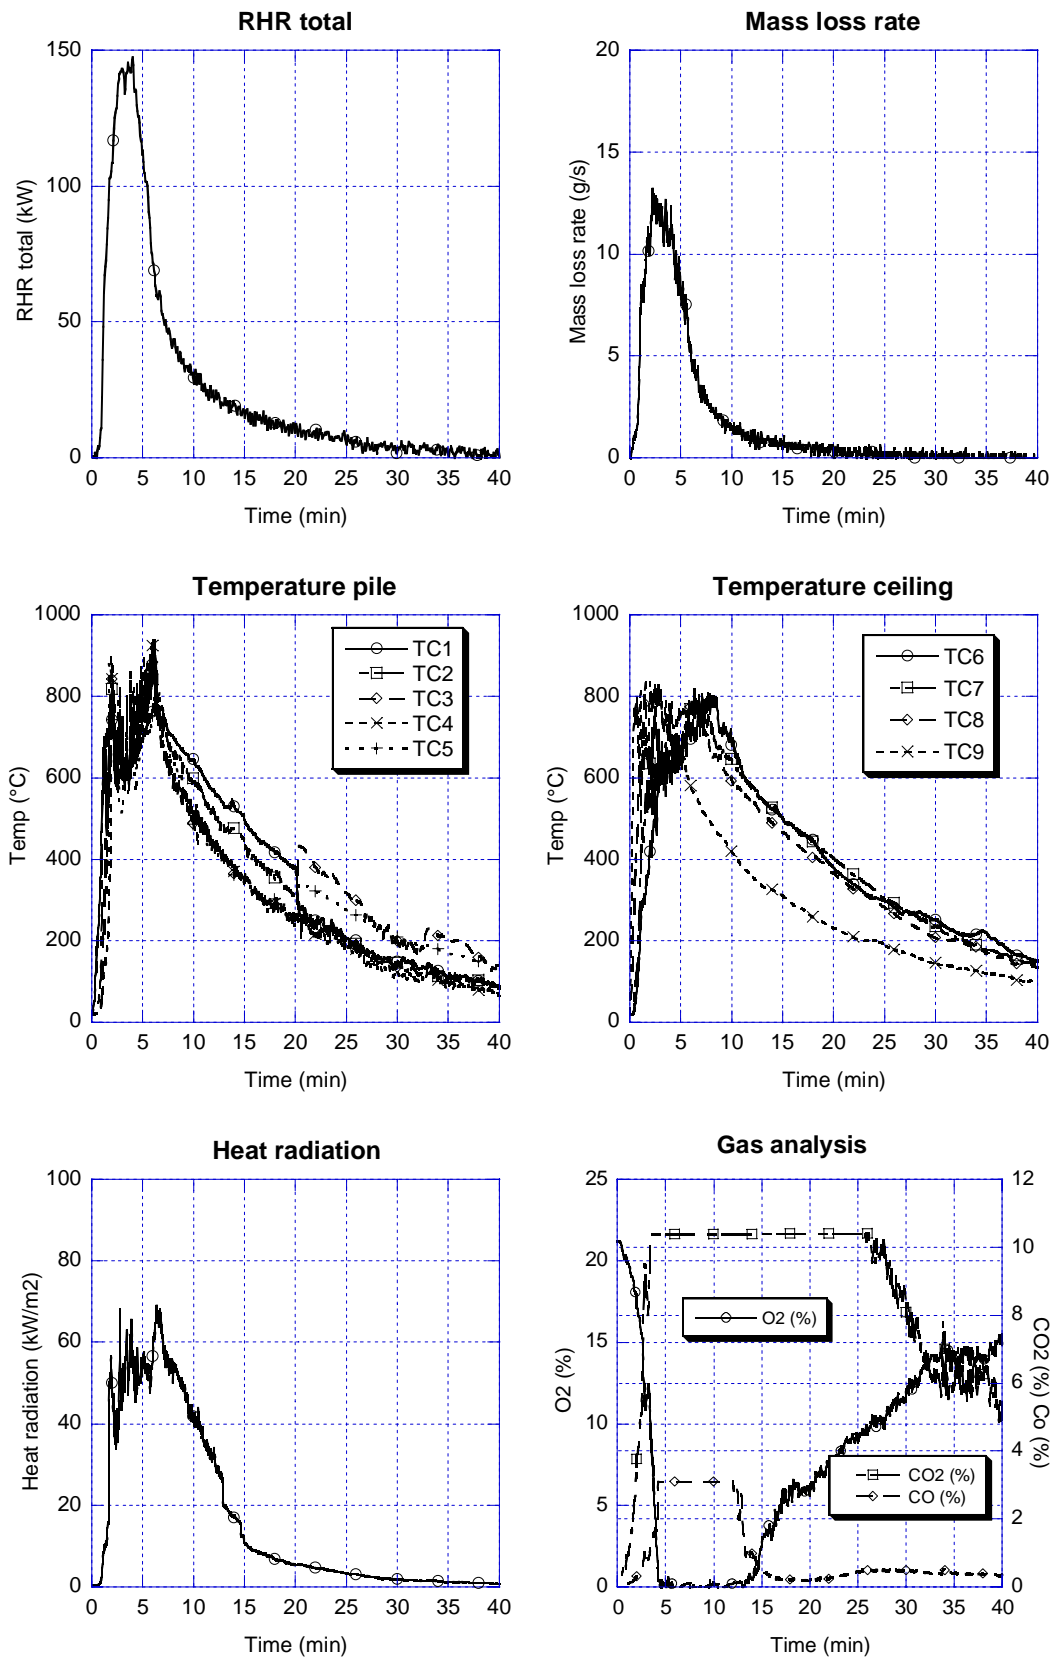 RHR total
150
100
50
0
RHR total (kW)
0 5 10 15 20 25 30 35 40
Time (min)
Mass loss rate
20
15
10
5
0
Mass loss rate (g/s)
0 5 10 15 20 25 30 35 40
Time (min)
Temperature pile
1000
800
600
400
200
0
Temp (°C)
TC1
TC2
TC3
TC4
TC5
0 5 10 15 20 25 30 35 40
Time (min)
Temperature ceiling
1000
800
600
400
200
0
Temp (°C)
TC6
TC7
TC8
TC9
0 5 10 15 20 25 30 35 40
Time (min)
Heat radiation
100
80
60
40
20
0
Heat radiation (kW/m2)
0 5 10 15 20 25 30 35 40
Time (min)
Gas analysis
25
20
15
10
5
0
O2 (%)
12
10
8
6
4
2
0
CO2 (%) Co (%)
O2 (%)
CO2 (%)
CO (%)
0 5 10 15 20 25 30 35 40
Time (min)